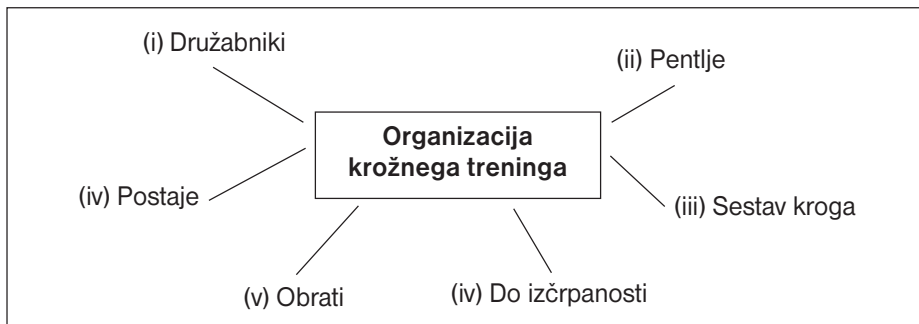 (i) Družabniki
(ii) Pentlje
Organizacija
krožnega treninga
(iv) Postaje
(iii) Sestav kroga
(v) Obrati
(iv) Do izčrpanosti